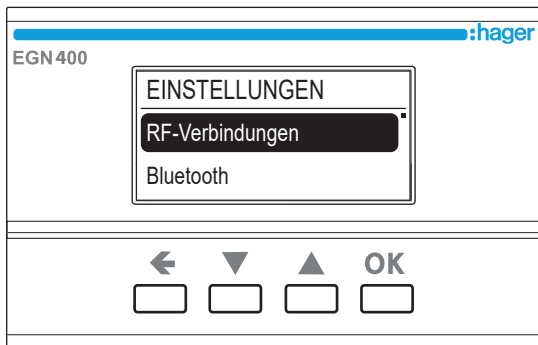 :hager
EGN400
EINSTELLUNGEN
RF-Verbindungen
Bluetooth
OK